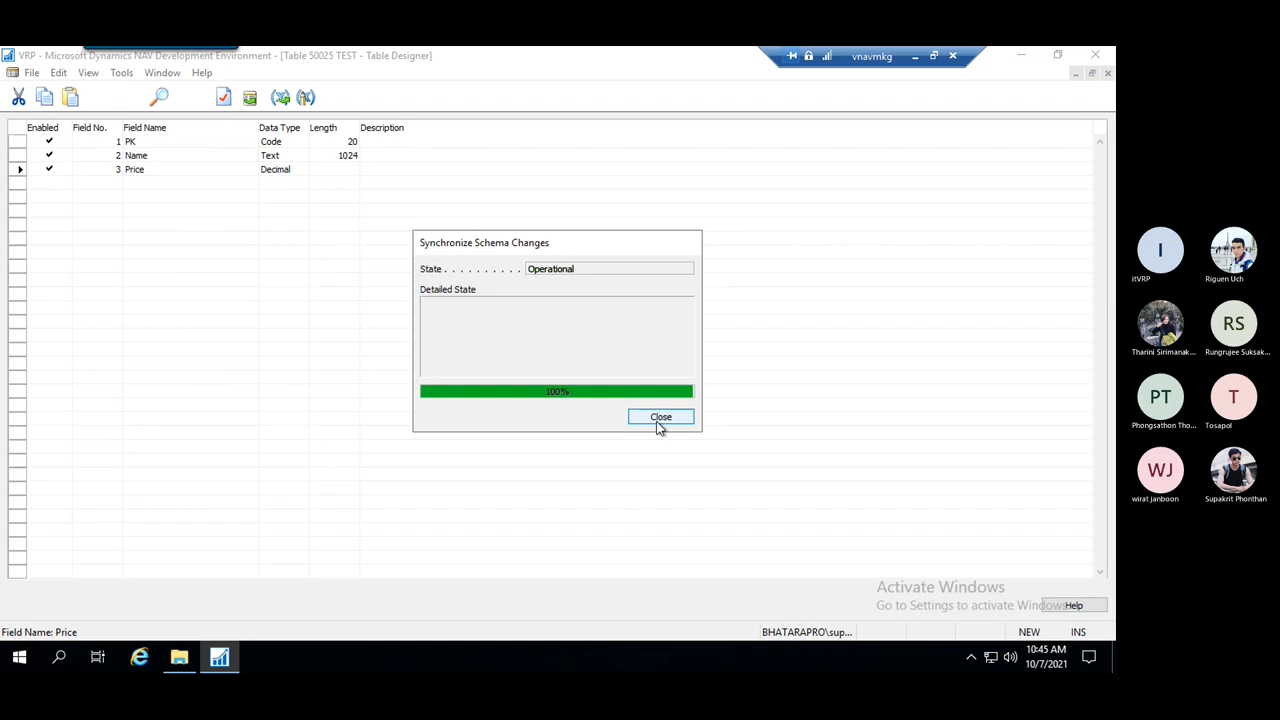 VRP - Microsoft Dynamics NAV Development Environment - [Table 50025 TEST - Table Designer]
vnavmkg
File Edit View Tools Window Help
Enabled Field No. Field Name Data Type Length Description
1 PK Code 20
2 Name Text 1024
3 Price Decimal
Synchronize Schema Changes
State . . . . . . . . . . Operational
Detailed State
100%
Close
Activate Windows
Go to Settings to activate Windows.
Help
Field Name: Price BHATARAPRO\sup... NEW INS
10:45 AM
10/7/2021
I
itVRP
Riguen Uch
Tharini Sirimanak...
RS
Rungrujee Suksak...
PT
Phongsathon Tho...
T
Tosapol
WJ
wirat janboon
Supakrit Phonthan